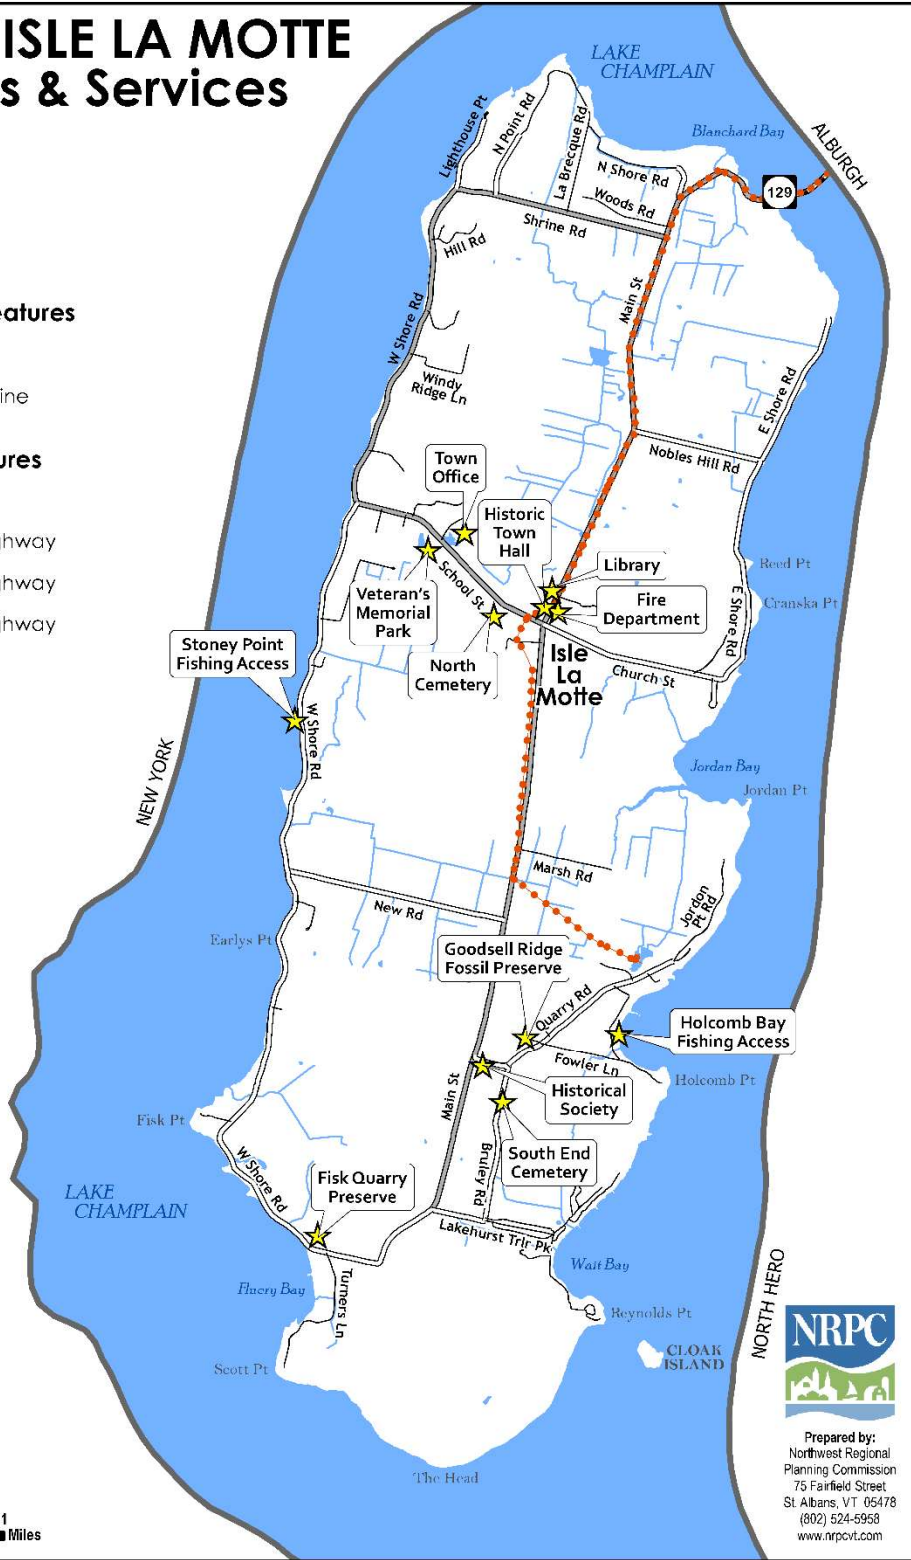 ISLE LA MOTTE
s & Services
LAKE
CHAMPLAIN
Blanchard Bay
ALBURGH
129
Lighthouse Pt
N Point Rd
La Brecque Rd
N Shore Rd
Woods Rd
Shrine Rd
Hill Rd
Main St
W Shore Rd
eatures
Windy
Ridge Ln
E Shore Rd
ine
Nobles Hill Rd
ures
Town
Office
Historic
Town
Hall
ghway
Library
Reed Pt
School St
ghway
Veteran's
Memorial
Park
Fire
Department
E Shore Rd
Cranska Pt
ghway
Stoney Point
Fishing Access
North
Cemetery
Isle
La
Motte
Church St
W Shore Rd
NEW YORK
Jordan Bay
Jordan Pt
Marsh Rd
New Rd
Jordon
Pt Rd
Earlys Pt
Goodsell Ridge
Fossil Preserve
Quarry Rd
Holcomb Bay
Fishing Access
Fowler Ln
Holcomb Pt
Main St
Historical
Society
Fisk Pt
South End
Cemetery
Bruley Rd
W Shore Rd
Fisk Quarry
Preserve
LAKE
CHAMPLAIN
Lakehurst Trlr Pk
Wait Bay
Flucry Bay
Turners Ln
Reynolds Pt
NORTH HERO
CLOAK
ISLAND
Scott Pt
NRPC
The Head
Prepared by:
Northwest Regional
Planning Commission
75 Fairfield Street
St. Albans, VT 05478
(802) 524-5958
www.nrpcvt.com
1
Miles